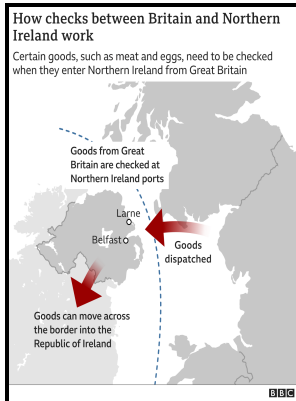 How checks between Britain and Northern
Ireland work
Certain goods, such as meat and eggs, need to be checked
when they enter Northern Ireland from Great Britain
Goods from Great
Britain are checked at
Northern Ireland ports
Larne
Belfast
Goods
dispatched
Goods can move across
the border into the
Republic of Ireland
BBC